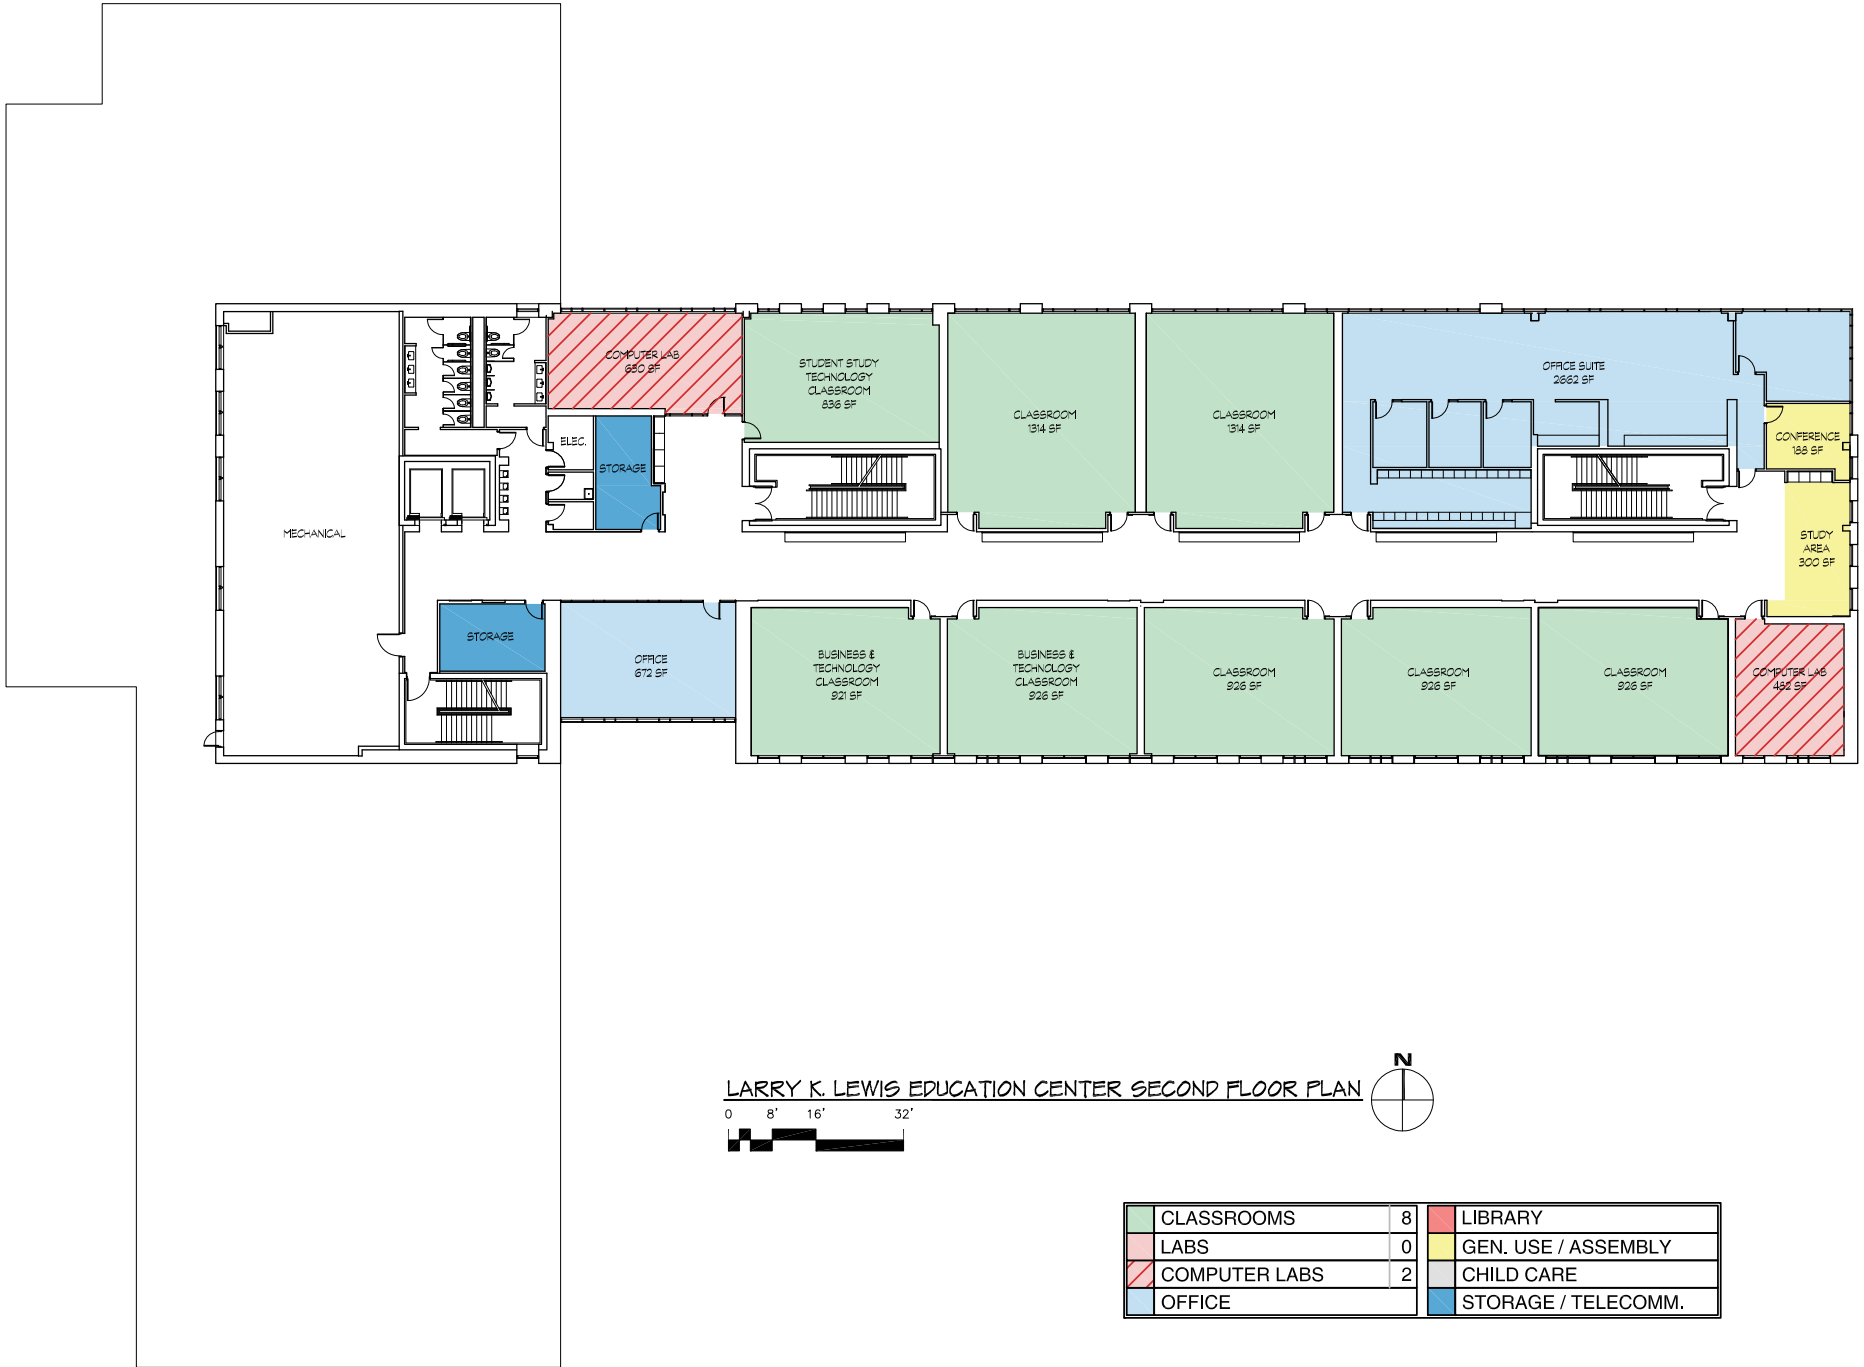 COMPUTER LAB
630 SF
STUDENT STUDY
TECHNOLOGY
CLASSROOM
836 SF
CLASSROOM
1314 SF
CLASSROOM
1314 SF
OFFICE SUITE
2662 SF
CONFERENCE
188 SF
ELEC.
STORAGE
MECHANICAL
STUDY
AREA
300 SF
STORAGE
OFFICE
672 SF
BUSINESS &
TECHNOLOGY
CLASSROOM
921 SF
BUSINESS &
TECHNOLOGY
CLASSROOM
926 SF
CLASSROOM
926 SF
CLASSROOM
926 SF
CLASSROOM
926 SF
COMPUTER LAB
482 SF
N
LARRY K. LEWIS EDUCATION CENTER SECOND FLOOR PLAN
0 8' 16' 32'
CLASSROOMS 8 LIBRARY
LABS 0 GEN. USE / ASSEMBLY
COMPUTER LABS 2 CHILD CARE
OFFICE STORAGE / TELECOMM.